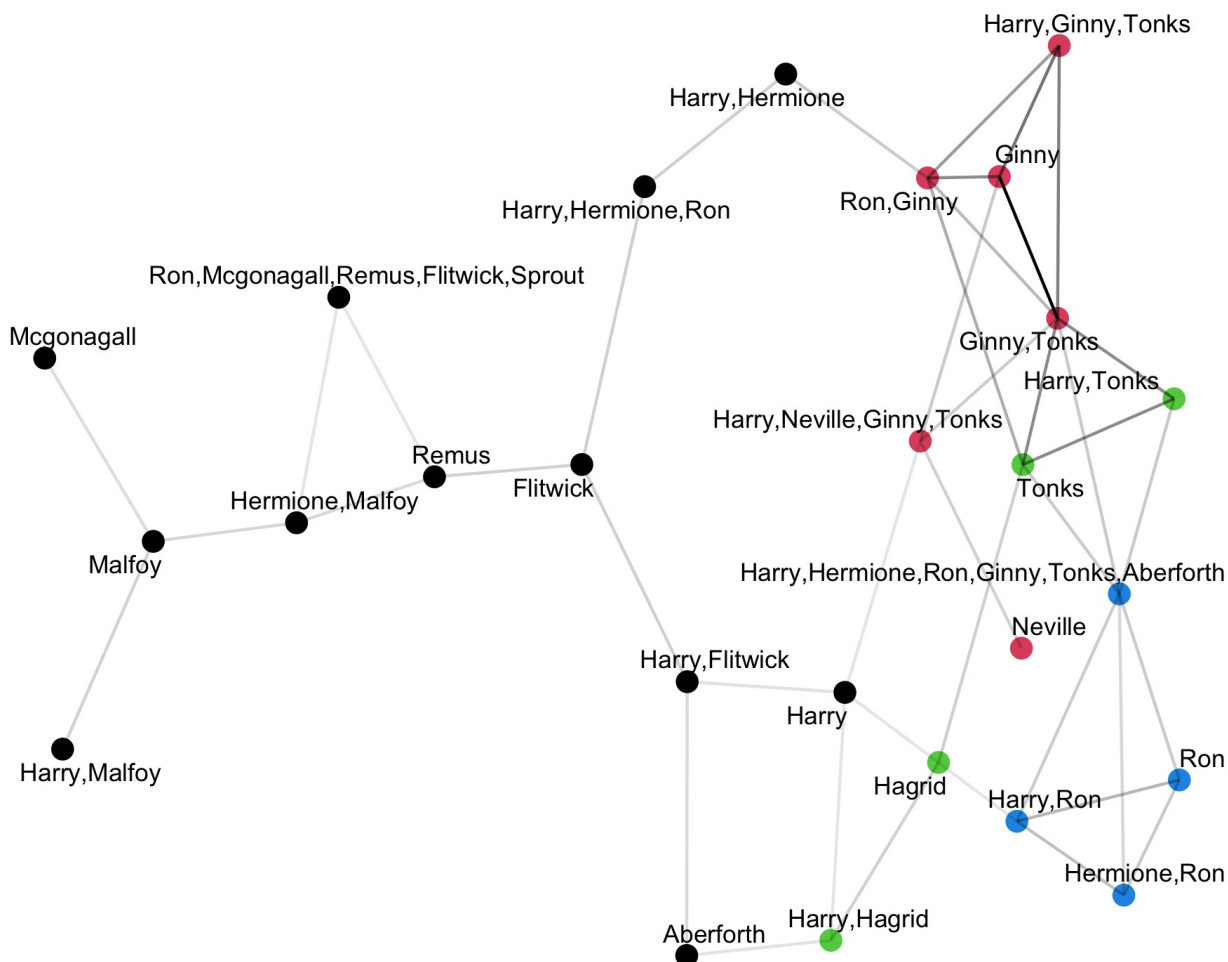 Harry,Ginny,Tonks
Harry,Hermione
Ginny
Ron,Ginny
Harry,Hermione,Ron
Ron,Mcgonagall,Remus,Flitwick,Sprout
Mcgonagall
Ginny,Tonks
Harry,Tonks
Harry,Neville,Ginny,Tonks
Remus
Flitwick
Tonks
Hermione,Malfoy
Malfoy
Harry,Hermione,Ron,Ginny,Tonks,Aberforth
Neville
Harry,Flitwick
Harry
Ron
Harry,Malfoy
Hagrid
Harry,Ron
Hermione,Ron
Harry,Hagrid
Aberforth